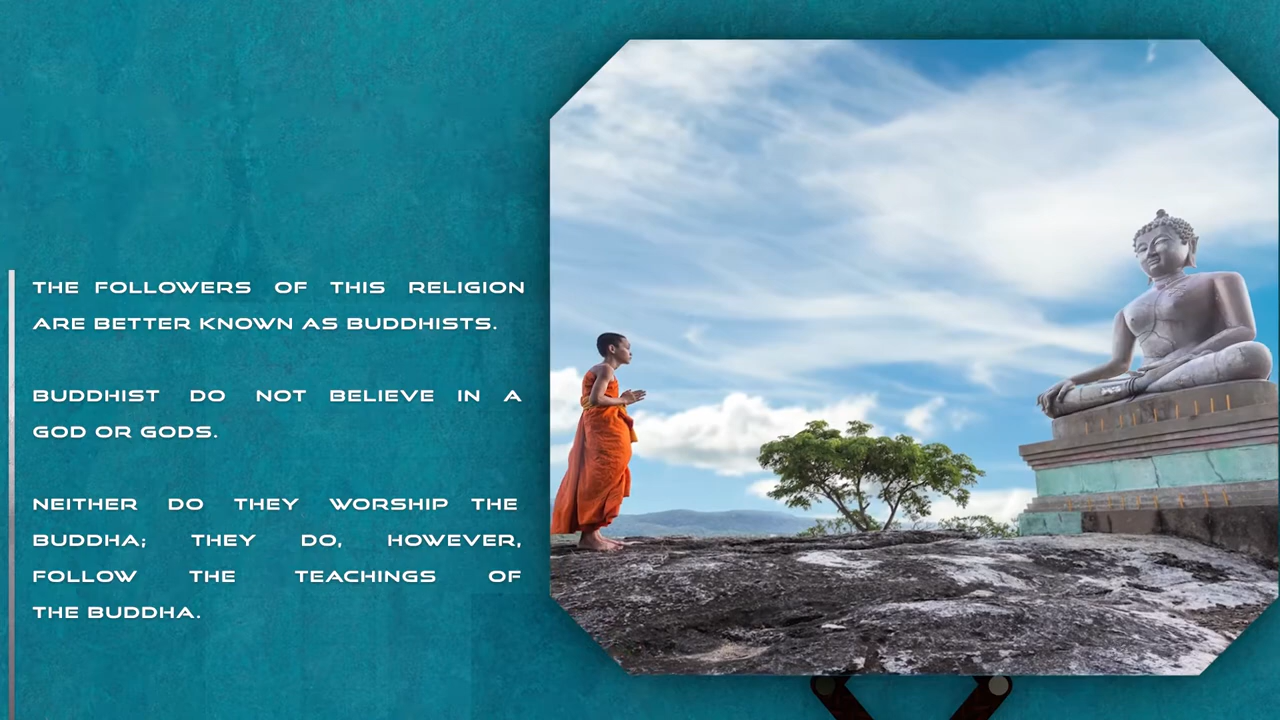 THE FOLLOWERS OF THIS RELIGION
ARE BETTER KNOWN AS BUDDHISTS.
BUDDHIST DO NOT BELIEVE IN A
GOD OR GODS.
NEITHER DO THEY WORSHIP THE
BUDDHA; THEY DO, HOWEVER,
FOLLOW THE TEACHINGS OF
THE BUDDHA.